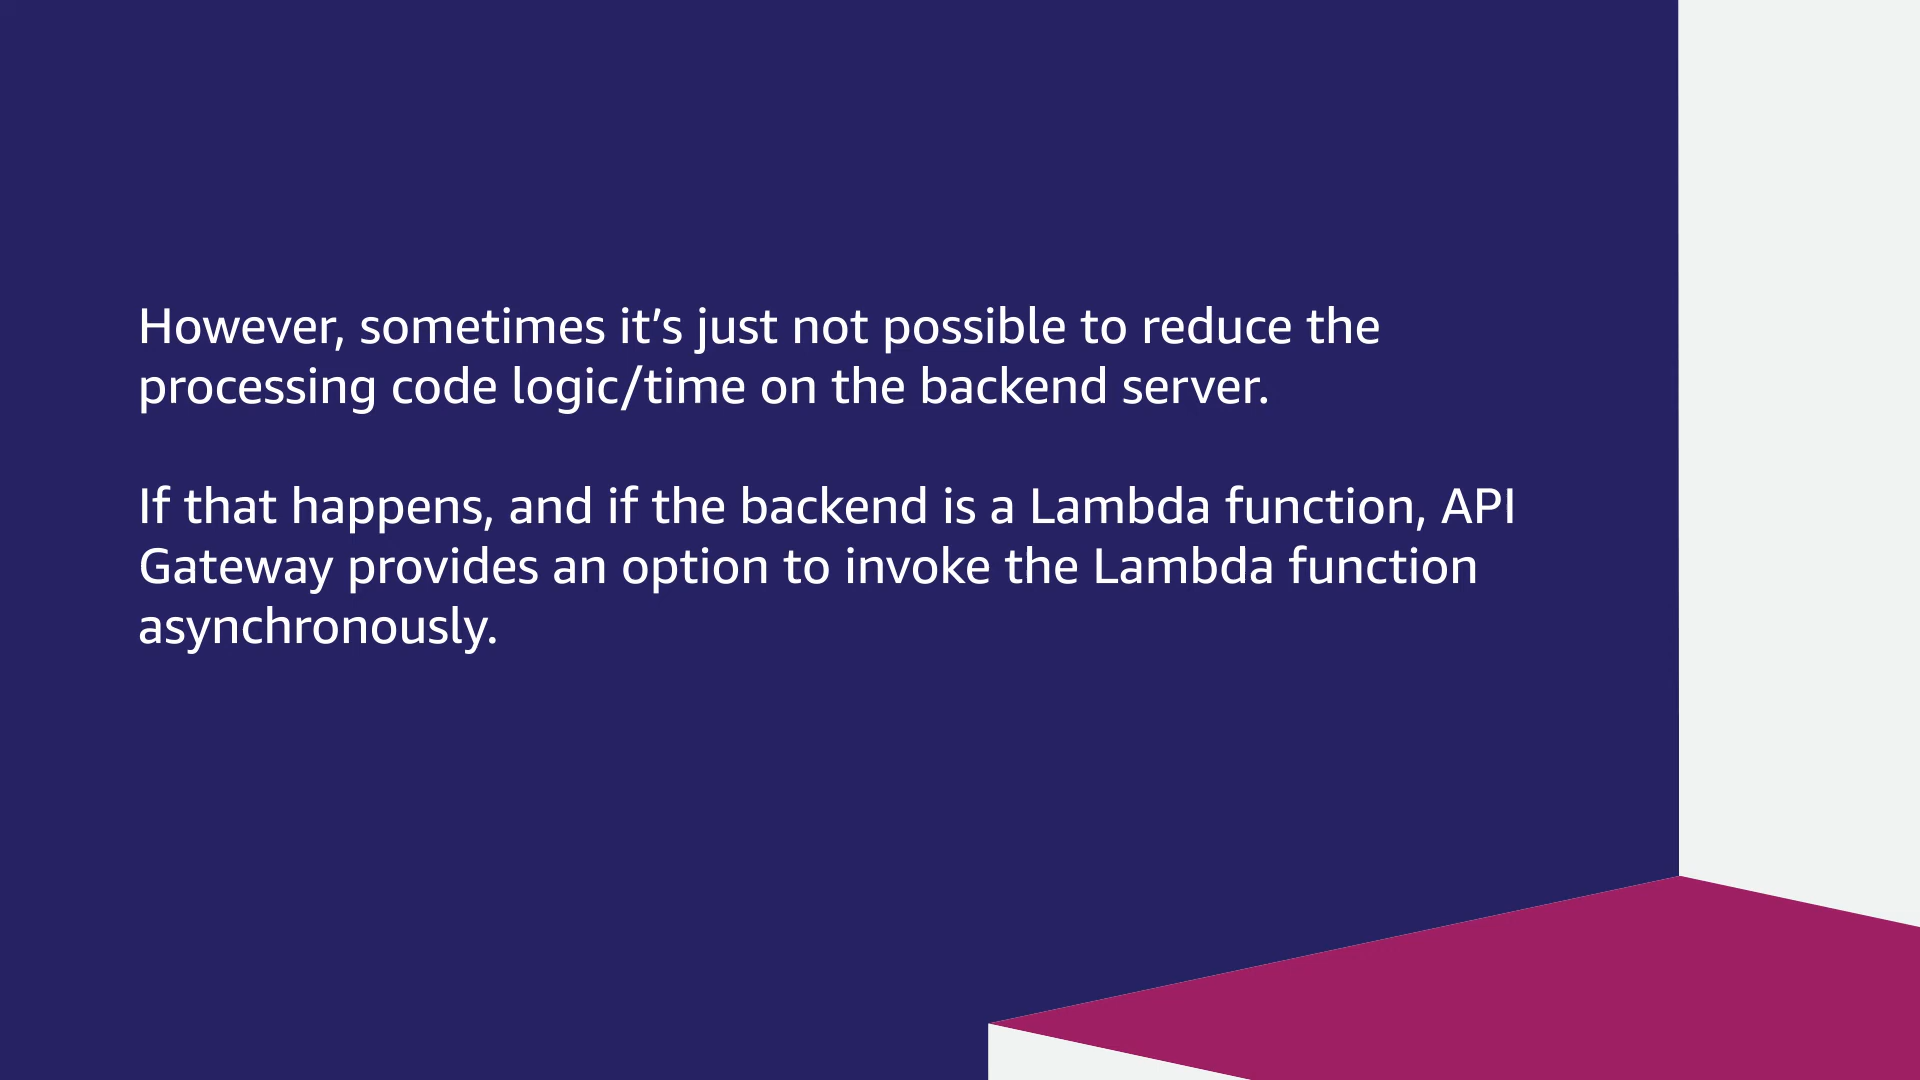 However, sometimes it’s just not possible to reduce the
processing code logic/time on the backend server.
If that happens, and if the backend is a Lambda function, API
Gateway provides an option to invoke the Lambda function
asynchronously.